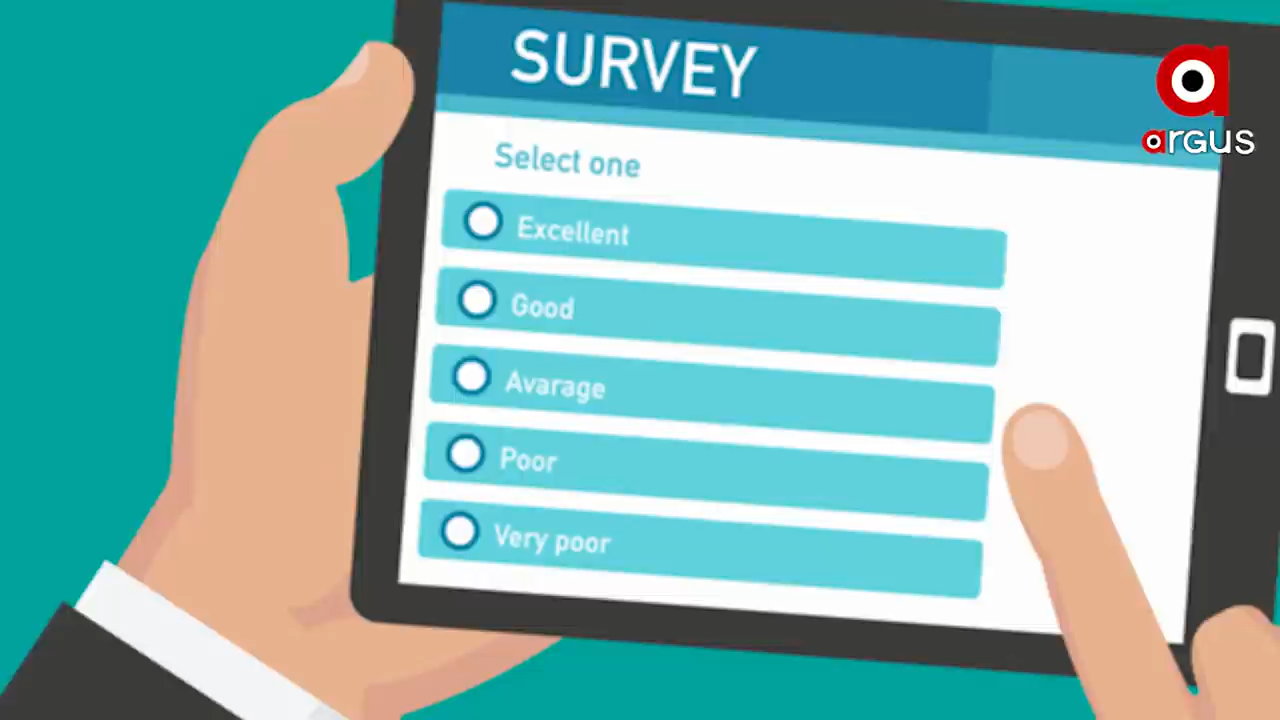 SURVEY
argus
Select one
Excellent
Good
Avarage
Poor
Very poor